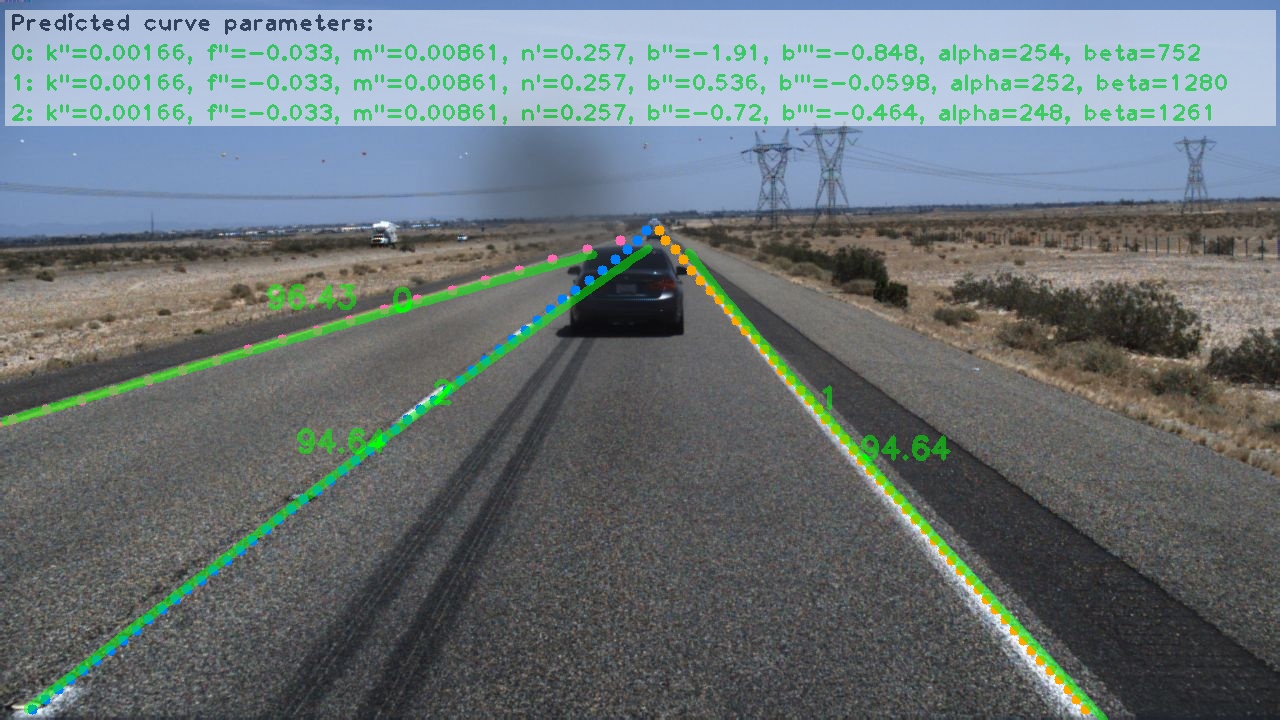 Predicted curve parameters:
0: k"=0.00166, f"=-0.033, m"=0.00861, n'=0.257, b"=-1.91, b'"=-0.848, alpha=254, beta=752
1: k"=0.00166, f"=-0.033, m"=0.00861, n'=0.257, b"=0.536, b'"=-0.0598, alpha=252, beta=1280
2: k"=0.00166, f"=-0.033, m"=0.00861, n'=0.257, b"=-0.72, b'"=-0.464, alpha=248, beta=1261
96.43 0
2
1
94.64
94.64